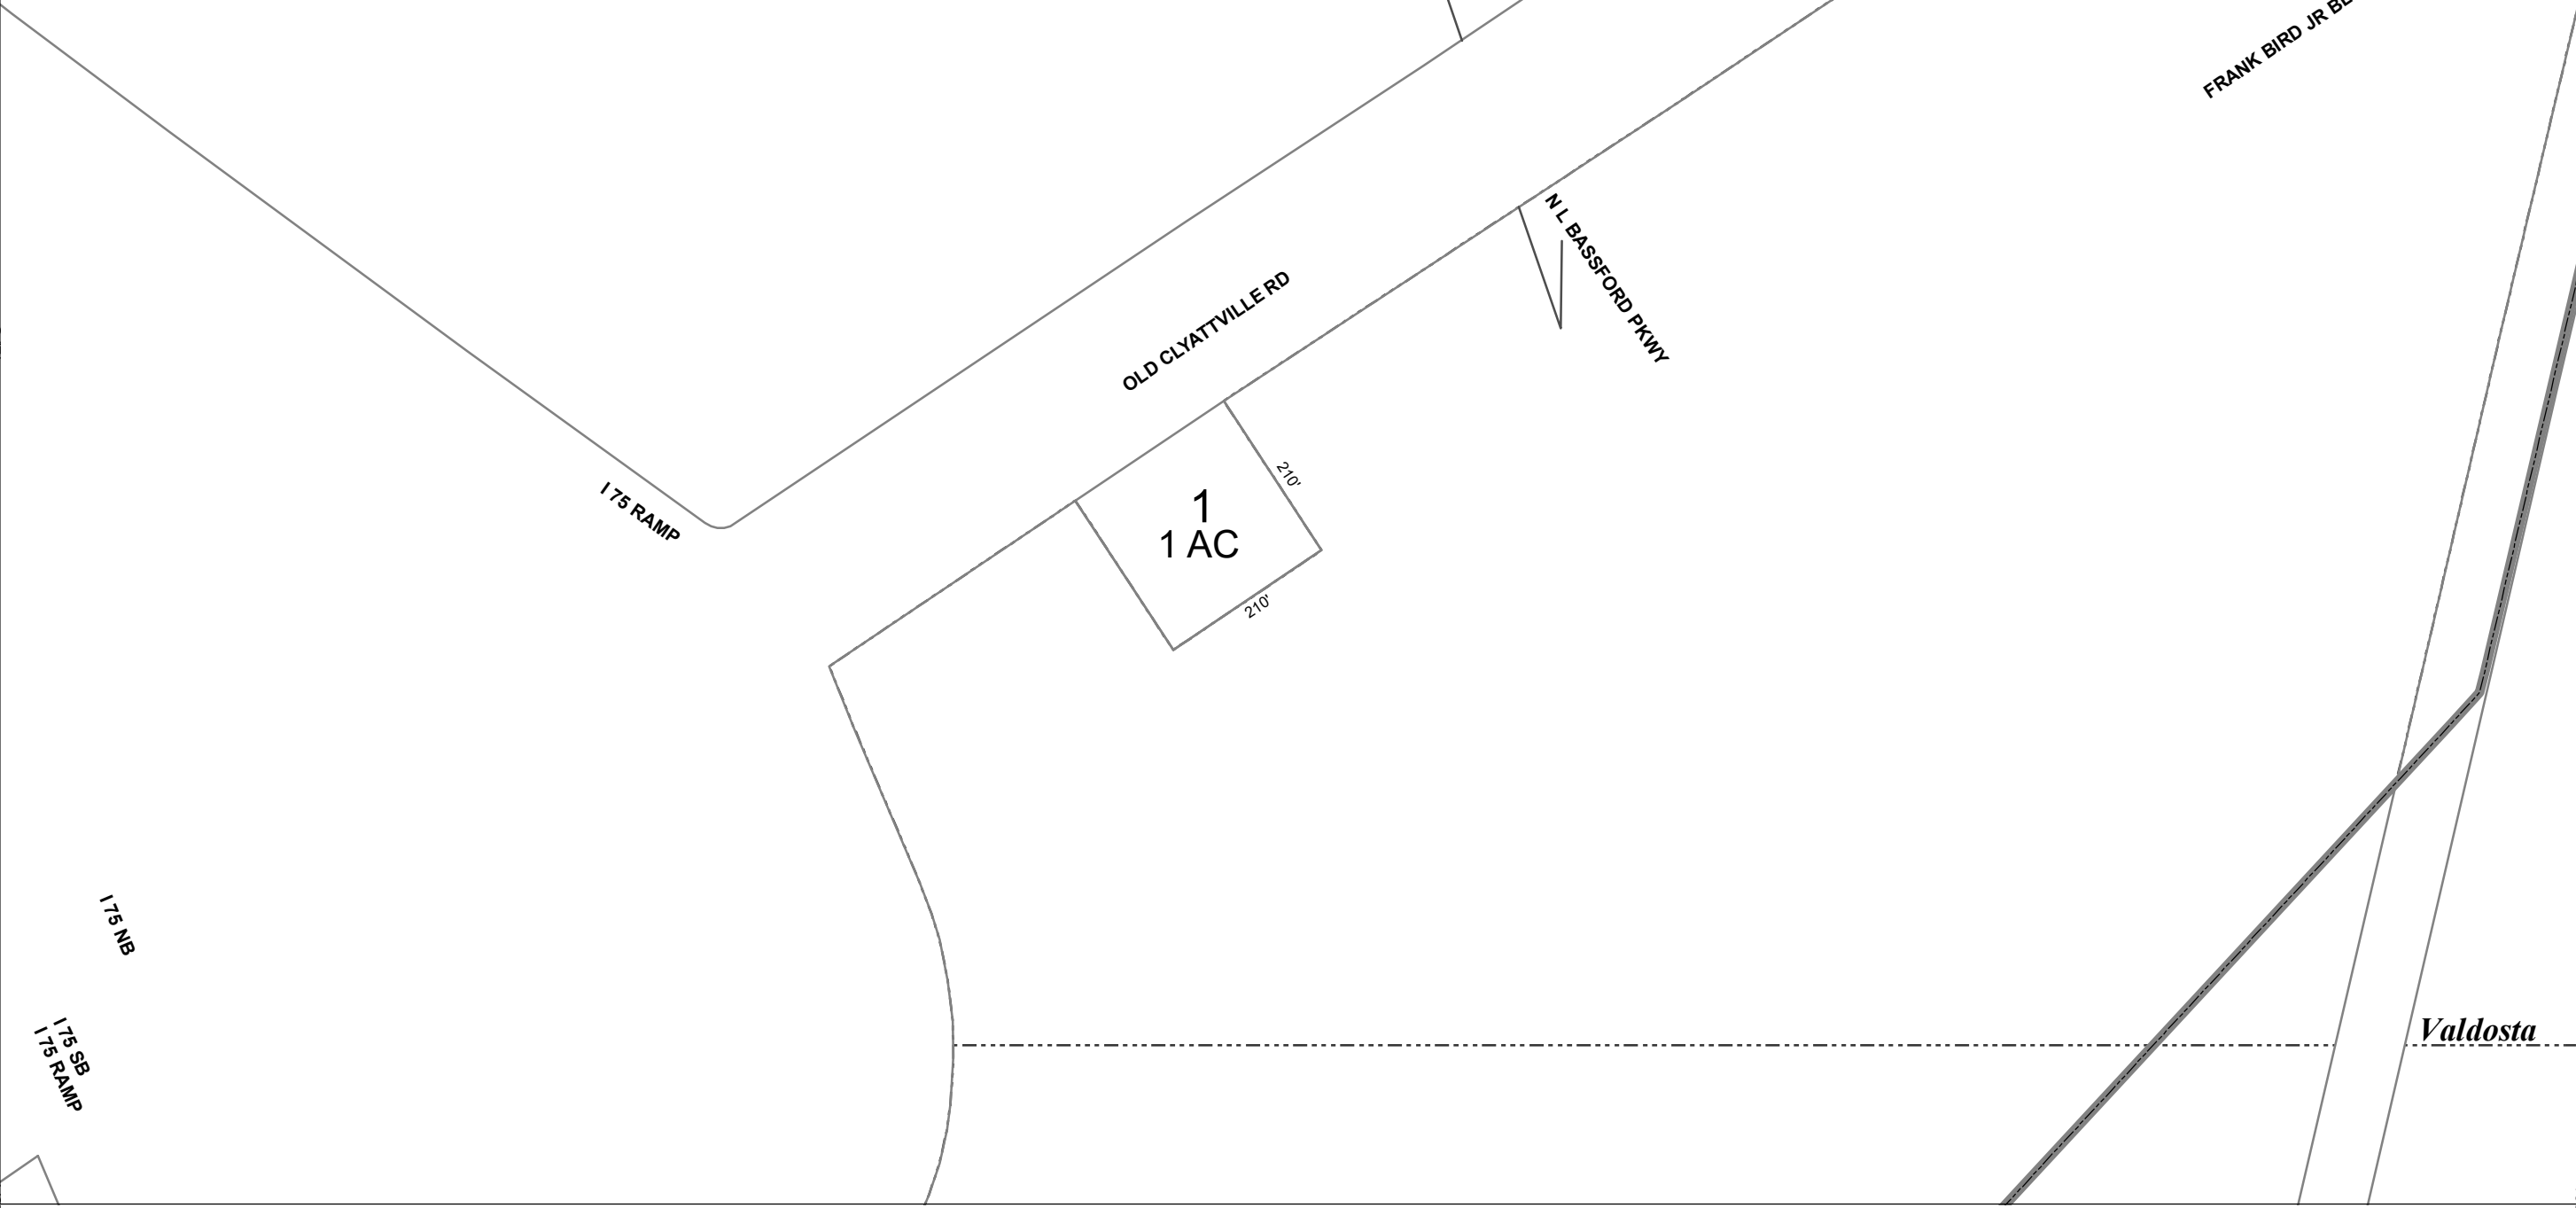 FRANK BIRD JR
N L BASSFORD PKWY
OLD CLYATTVILLE RD
210'
1
1 AC
210'
I 75 RAMP
I 75 NB
I 75 SB
I 75 RAMP
Valdosta